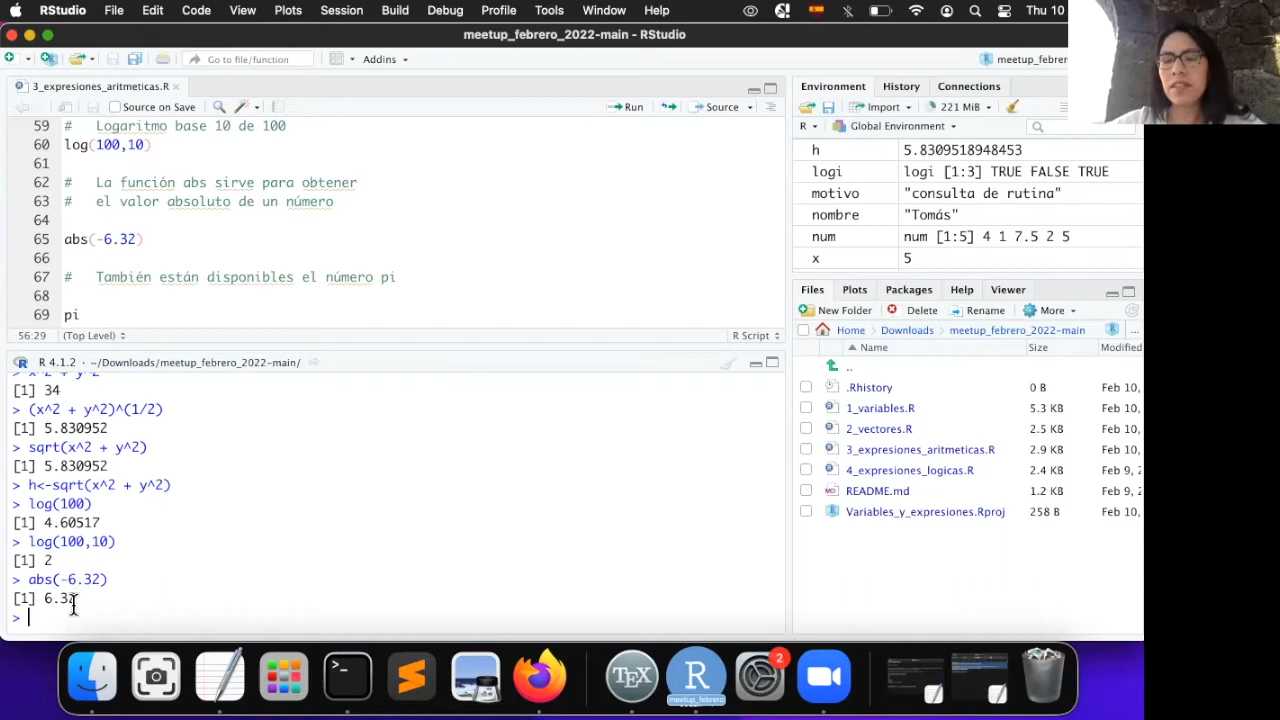 RStudio File Edit Code View Plots Session Build Debug Profile Tools Window Help Thu 10
meetup_febrero_2022-main - RStudio
Go to file/function Addins
3_expresiones_aritmeticas.R
Source on Save Run Source
59 # Logaritmo base 10 de 100
60 log(100,10)
61
62 # La función abs sirve para obtener
63 # el valor absoluto de un número
64
65 abs(-6.32)
66
67 # También están disponibles el número pi
68
69 pi
56:29 (Top Level) R Script
R 4.1.2 · ~/Downloads/meetup_febrero_2022-main/
> x^2 + y^2
[1] 34
> (x^2 + y^2)^(1/2)
[1] 5.830952
> sqrt(x^2 + y^2)
[1] 5.830952
> h<-sqrt(x^2 + y^2)
> log(100)
[1] 4.60517
> log(100,10)
[1] 2
> abs(-6.32)
[1] 6.32
>
meetup_febrer
Environment History Connections
Import 221 MiB
R Global Environment
h 5.8309518948453
logi logi [1:3] TRUE FALSE TRUE
motivo "consulta de rutina"
nombre "Tomás"
num num [1:5] 4 1 7.5 2 5
x 5
Files Plots Packages Help Viewer
New Folder Delete Rename More
Home Downloads meetup_febrero_2022-main ...
Name Size Modified
..
.Rhistory 0 B Feb 10,
1_variables.R 5.3 KB Feb 10,
2_vectores.R 2.5 KB Feb 10,
3_expresiones_aritmeticas.R 2.9 KB Feb 10,
4_expresiones_logicas.R 2.4 KB Feb 9, 2
README.md 1.2 KB Feb 9, 2
Variables_y_expresiones.Rproj 258 B Feb 10,
TEX
R
2
meetup_febrero